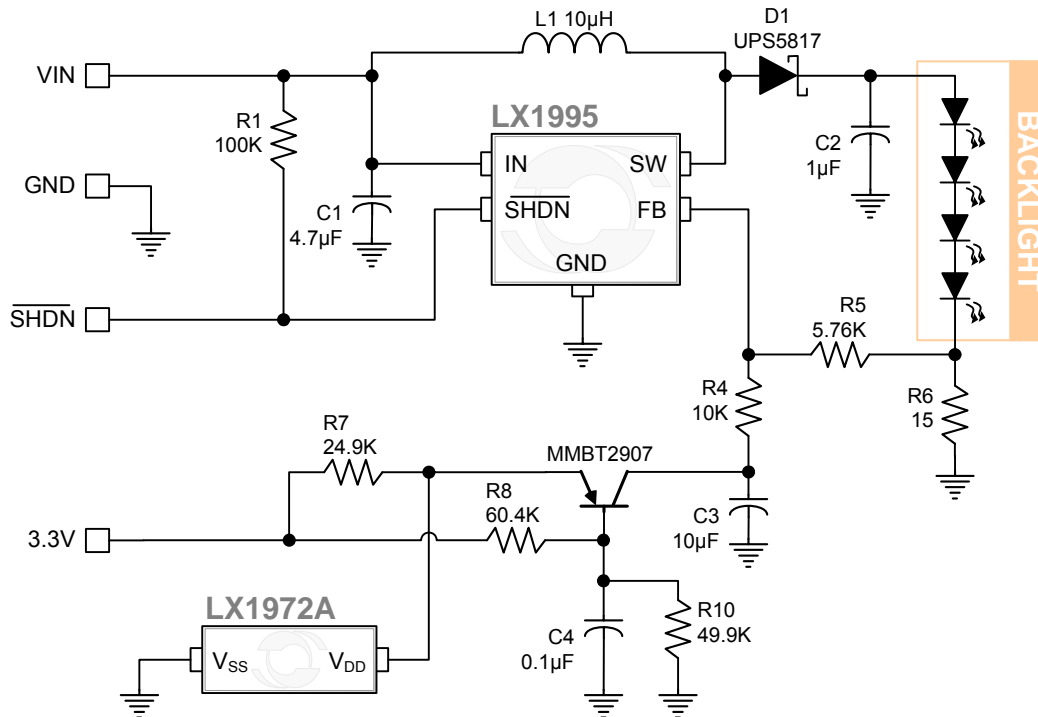 L1 10µH
D1
UPS5817
VIN
R1
100K
LX1995
IN
SW
C2
1µF
BACKLIGHT
GND
C1
4.7µF
SHDN
FB
GND
SHDN
R5
5.76K
R4
10K
R6
15
R7
24.9K
MMBT2907
R8
60.4K
3.3V
C3
10µF
LX1972A
VSS
VDD
C4
0.1µF
R10
49.9K